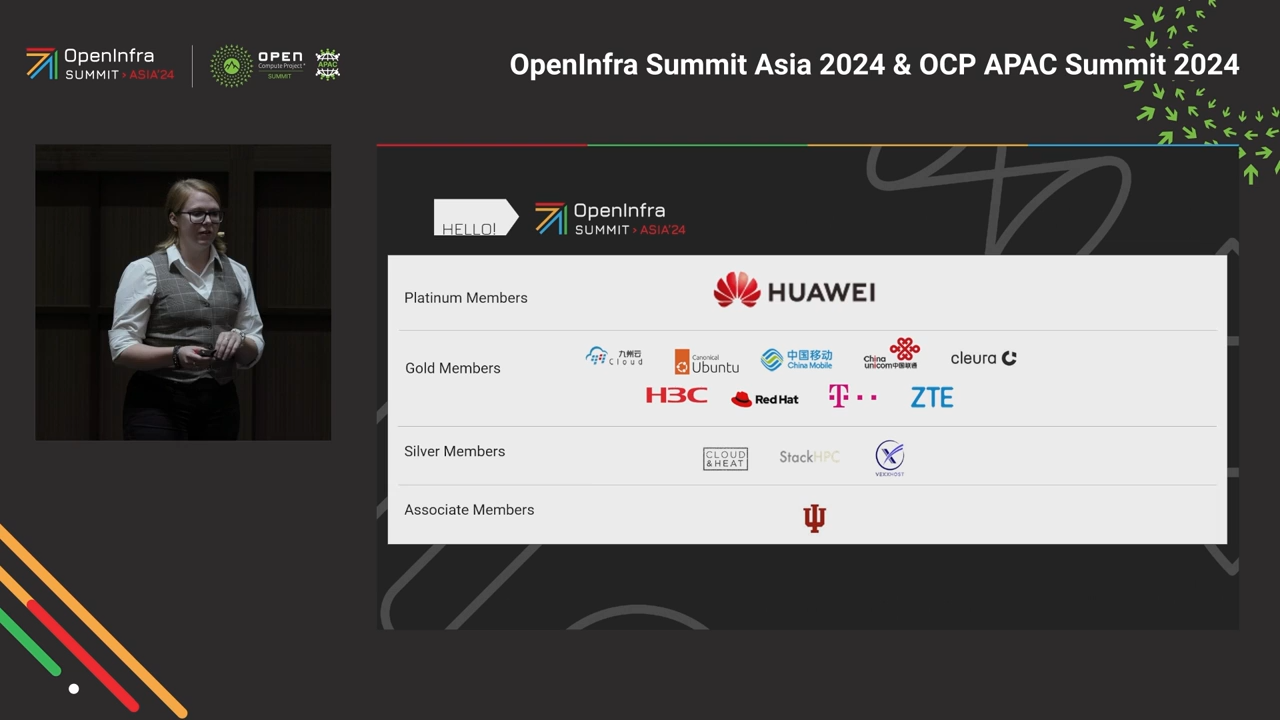 OpenInfra
SUMMIT > ASIA'24
OPEN
Compute Project®
SUMMIT
APAC
OpenInfra Summit Asia 2024 & OCP APAC Summit 2024
HELLO!
OpenInfra
SUMMIT > ASIA'24
Platinum Members
HUAWEI
Gold Members
九州云
Cloud
Canonical
Ubuntu
中国移动
China Mobile
China
unicom中国联通
cleura
H3C
Red Hat
T
ZTE
Silver Members
CLOUD
&HEAT
StackHPC
VEXXHOST
Associate Members